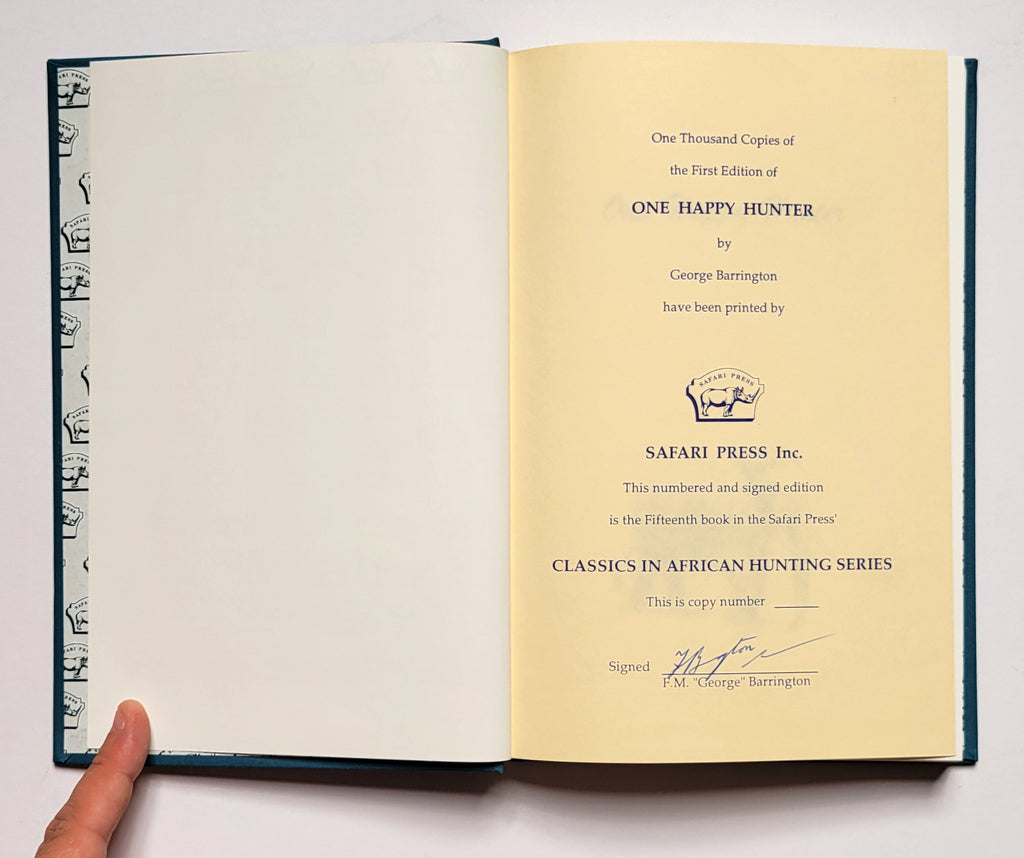 One Thousand Copies of
the First Edition of
ONE HAPPY HUNTER
by
George Barrington
have been printed by
SAFARI PRESS
SAFARI PRESS Inc.
This numbered and signed edition
is the Fifteenth book in the Safari Press'
CLASSICS IN AFRICAN HUNTING SERIES
This is copy number
Signed
F.M. "George" Barrington